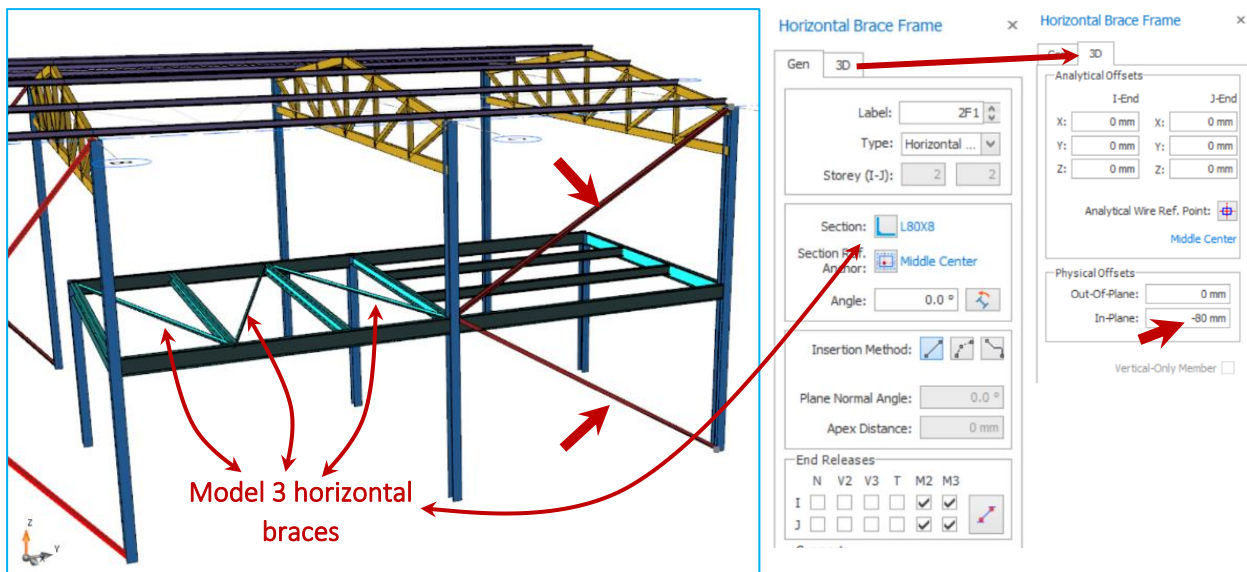 Model 3 horizontal
braces
Z
Y
Horizontal Brace Frame ×
Gen 3D
Label: 2F1
Type: Horizontal ...
Storey (I-J): 2 2
Section: L80X8
Section Ref.
Anchor: Middle Center
Angle: 0.0 °
Insertion Method:
Plane Normal Angle: 0.0 °
Apex Distance: 0 mm
End Releases
N V2 V3 T M2 M3
I
J
Horizontal Brace Frame ×
3D
Analytical Offsets
I-End J-End
X: 0 mm X: 0 mm
Y: 0 mm Y: 0 mm
Z: 0 mm Z: 0 mm
Analytical Wire Ref. Point:
Middle Center
Physical Offsets
Out-Of-Plane: 0 mm
In-Plane: -80 mm
Vertical-Only Member